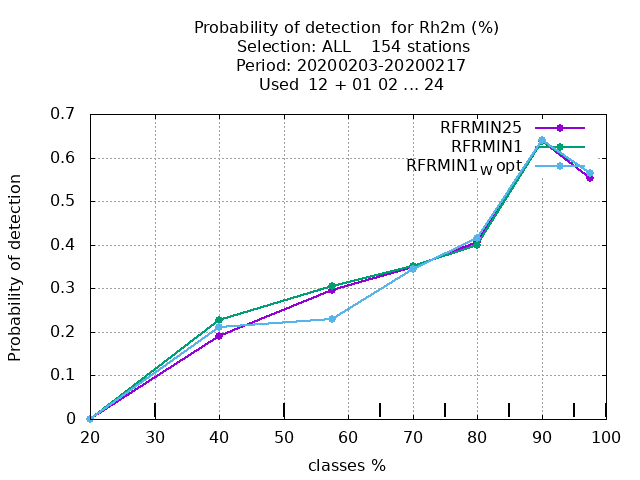 Probability of detection  for Rh2m (%)
Selection: ALL    154 stations
Period: 20200203-20200217
Used  12 + 01 02 ... 24
0.7
0.6
0.5
0.4
0.3
0.2
0.1
0
Probability of detection
RFRMIN25
RFRMIN1
RFRMIN1w opt
20 30 40 50 60 70 80 90 100
classes %